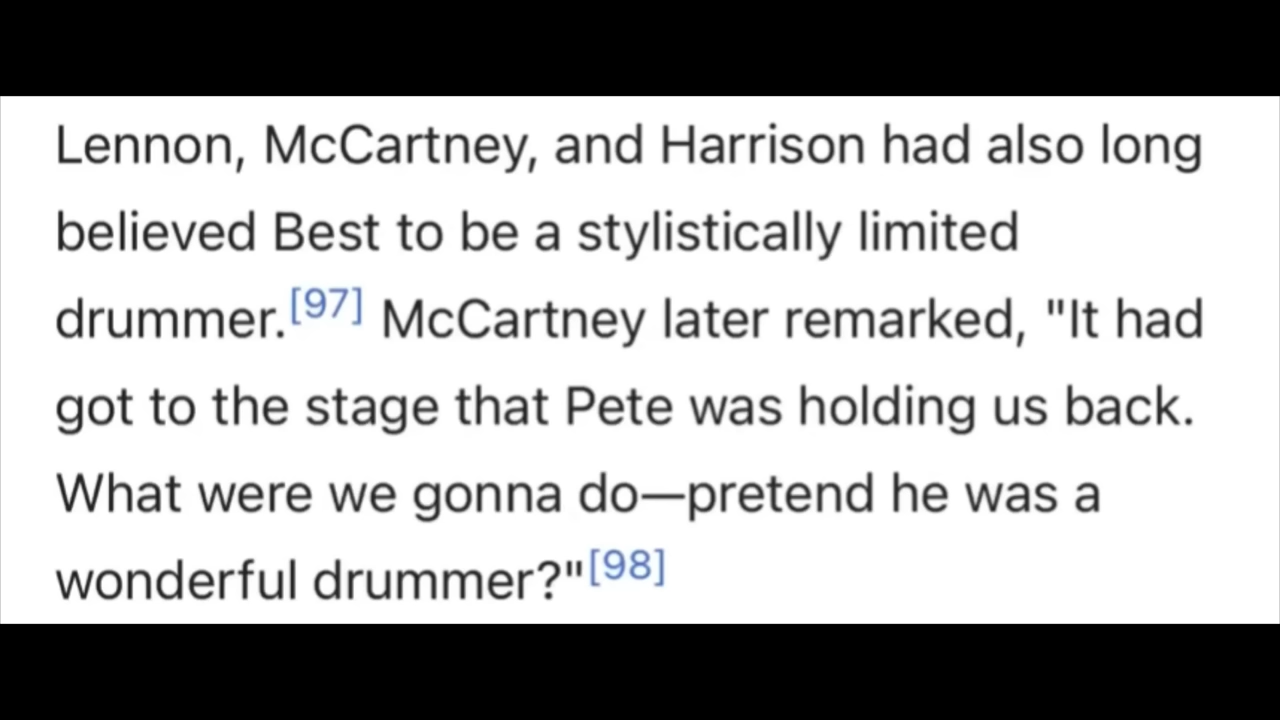 Lennon, McCartney, and Harrison had also long
believed Best to be a stylistically limited
drummer.[97] McCartney later remarked, "It had
got to the stage that Pete was holding us back.
What were we gonna do—pretend he was a
wonderful drummer?"[98]